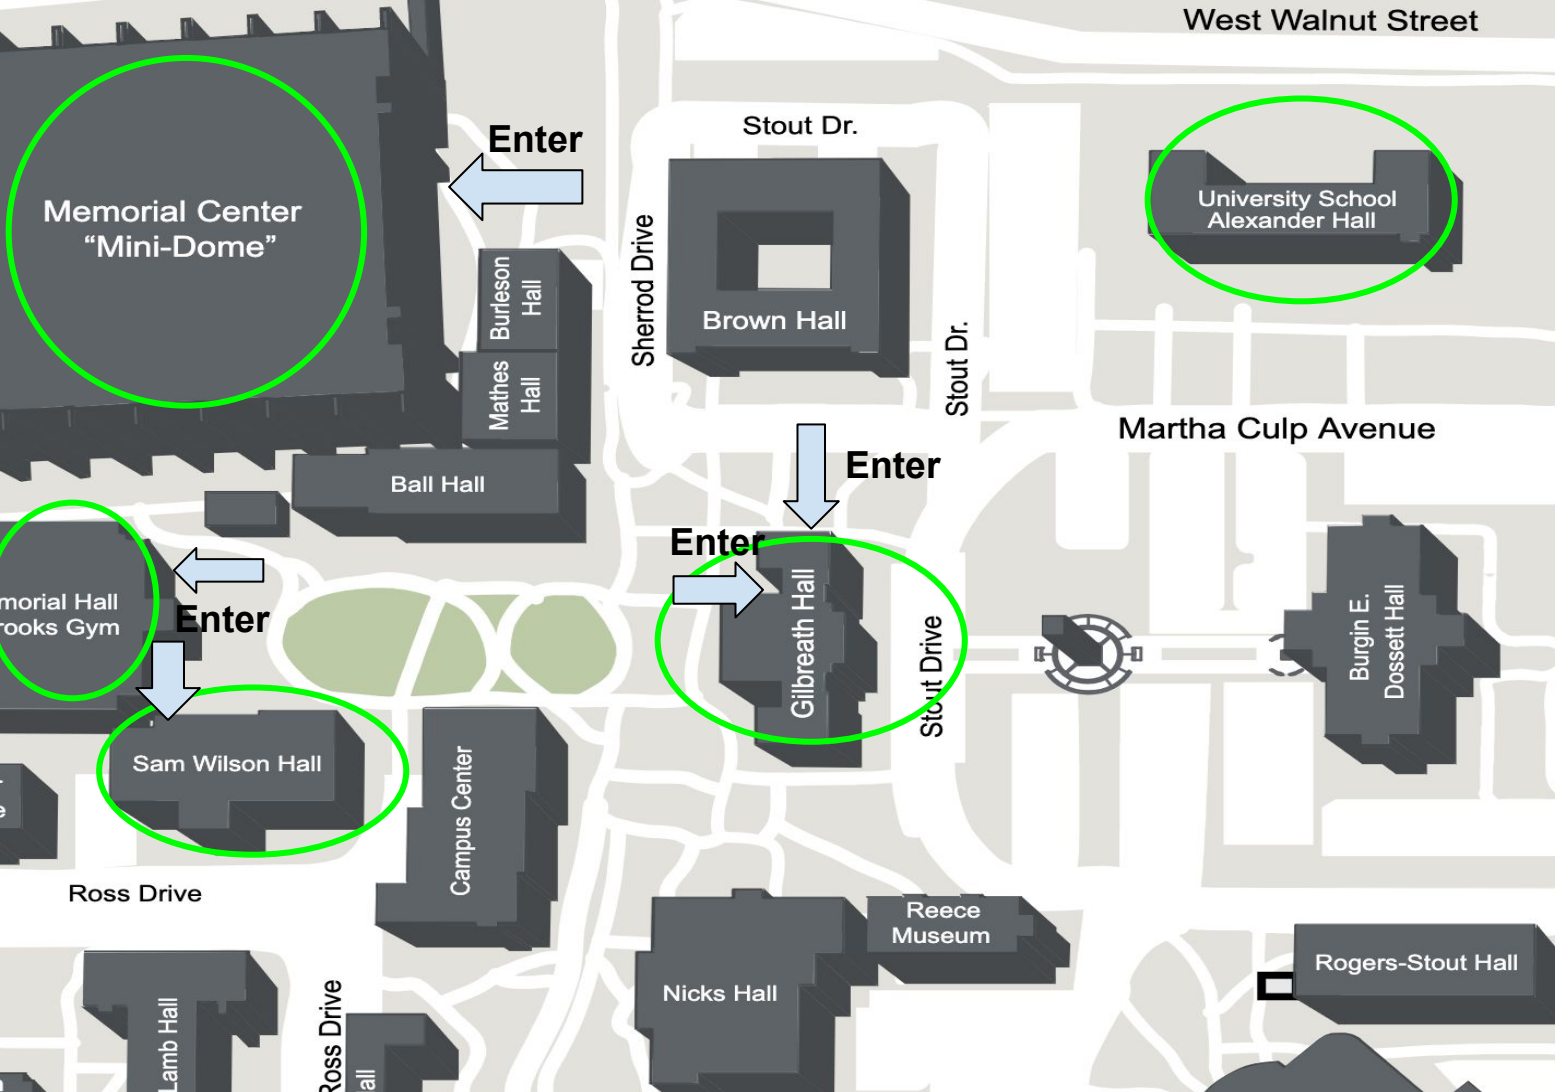 West Walnut Street
Stout Dr.
Enter
Memorial Center
“Mini-Dome”
University School
Alexander Hall
Sherrod Drive
Burleson
Hall
Brown Hall
Stout Dr.
Mathes
Hall
Martha Culp Avenue
Enter
Ball Hall
Enter
Gilbreath Hall
morial Hall
rooks Gym
Enter
Stout Drive
Burgin E.
Dossett Hall
Sam Wilson Hall
Campus Center
e
Ross Drive
Reece
Museum
Nicks Hall
Rogers-Stout Hall
Lamb Hall
Ross Drive
all